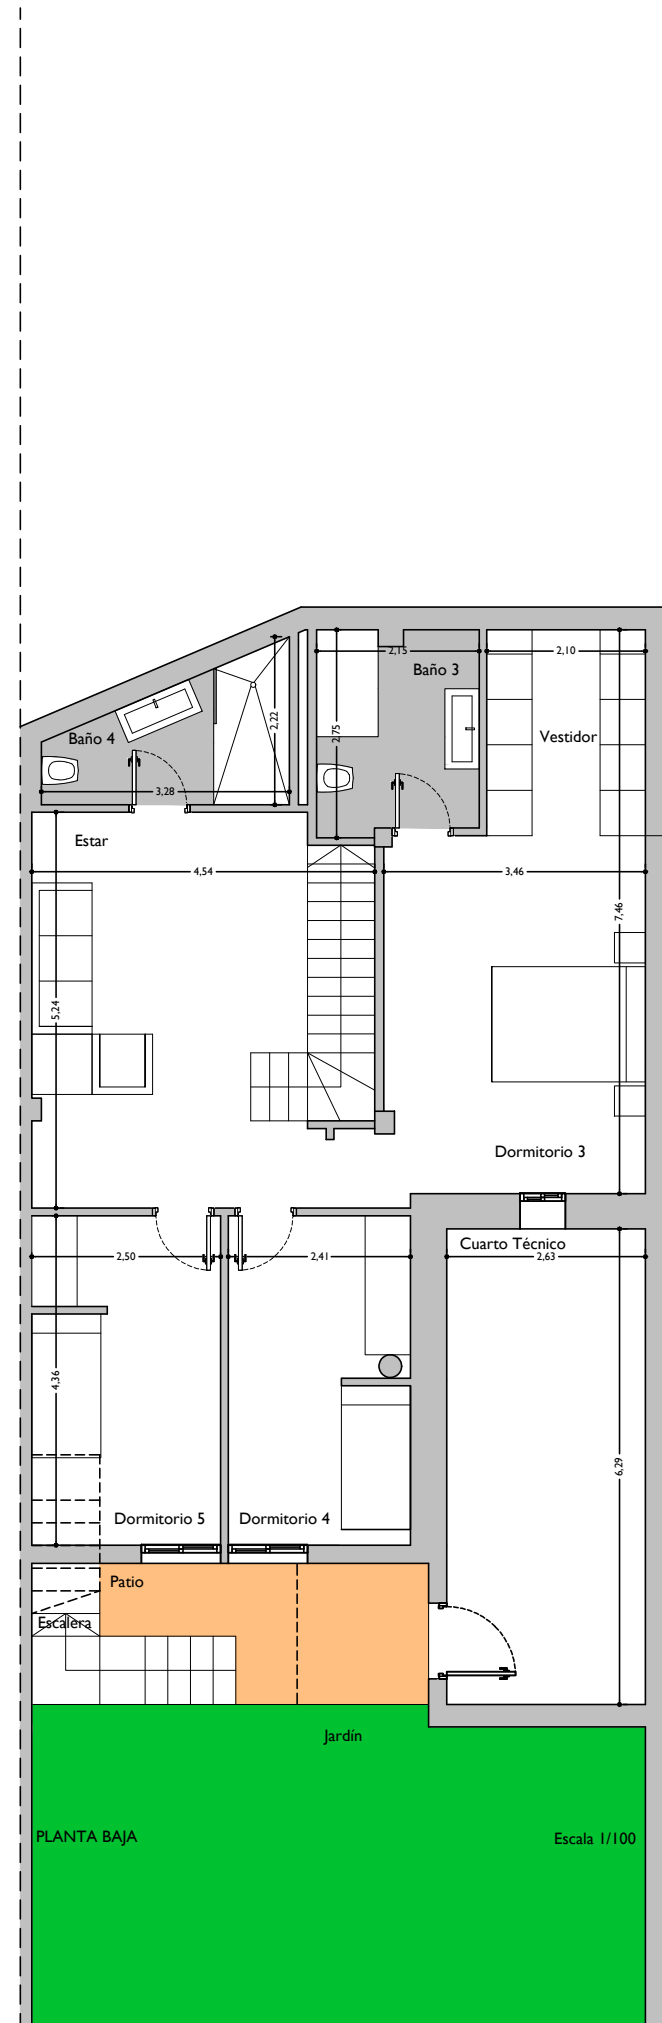 2,15
2,10
Baño 3
2,22
2,75
Vestidor
Baño 4
3,28
Estar
4,54
3,46
7,46
5,24
Dormitorio 3
Cuarto Técnico
2,50
2,41
2,63
4,36
6,29
Dormitorio 5
Dormitorio 4
Patio
Escalera
Jardín
PLANTA BAJA
Escala 1/100